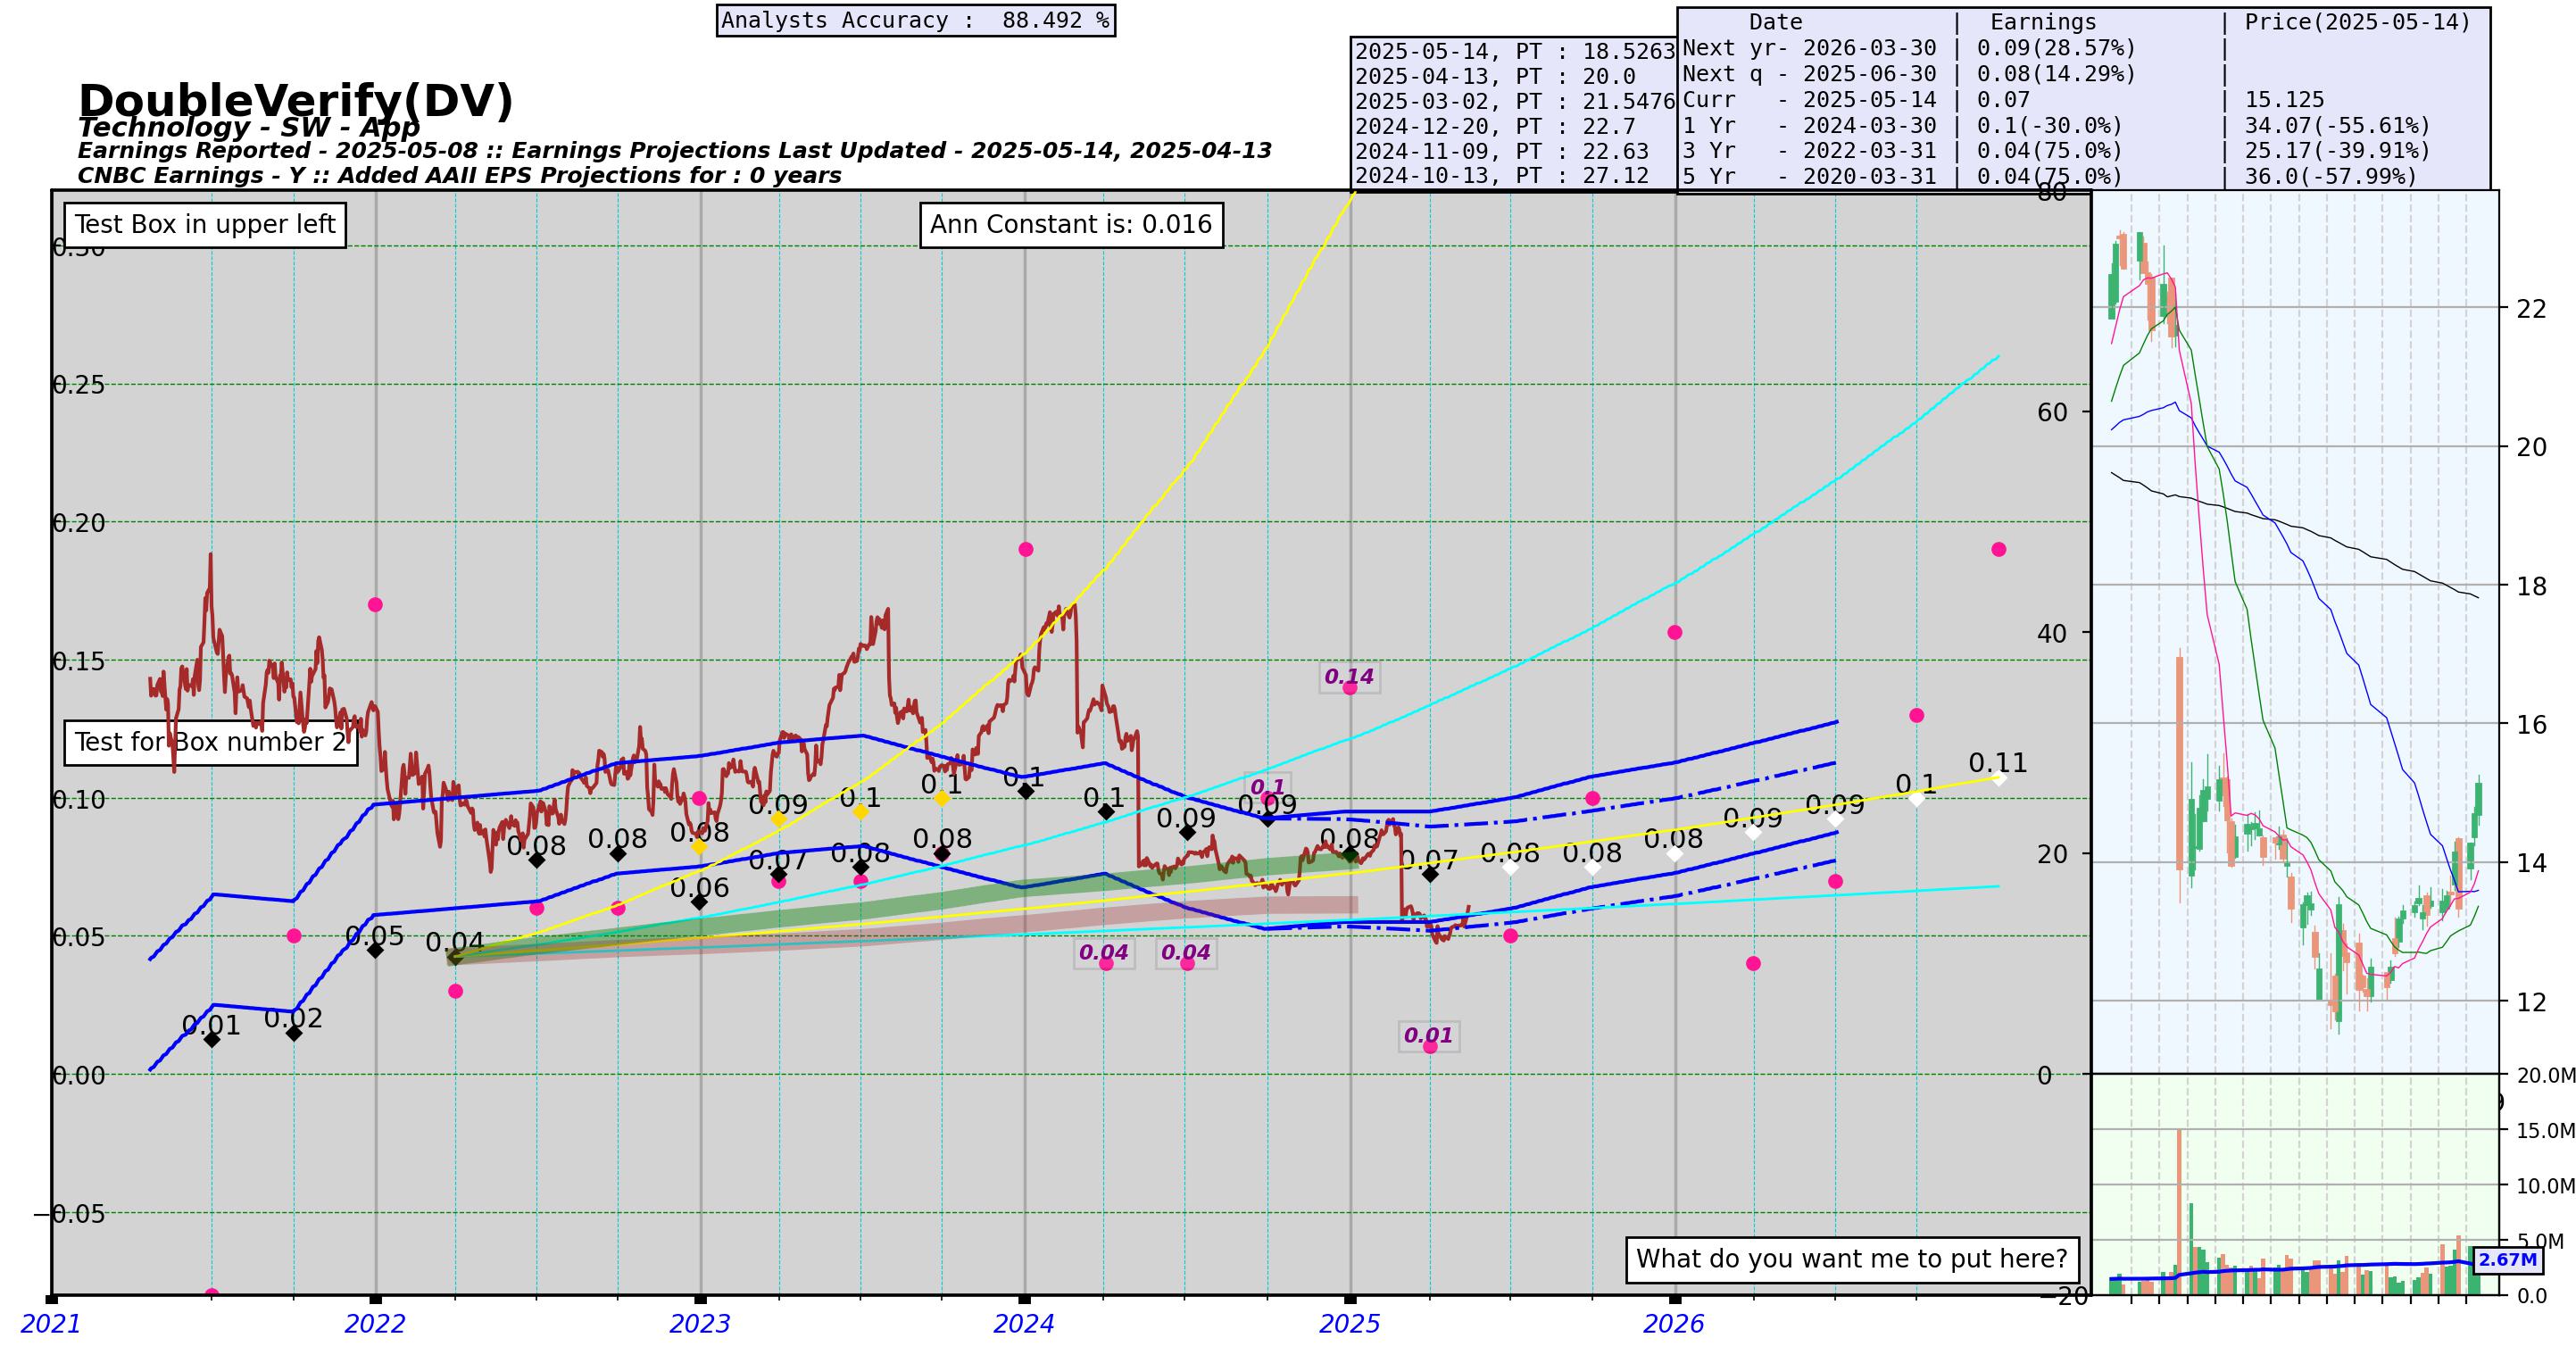 Analysts Accuracy :  88.492 %
DoubleVerify(DV)
Technology - SW - App
Earnings Reported - 2025-05-08 :: Earnings Projections Last Updated - 2025-05-14, 2025-04-13
CNBC Earnings - Y :: Added AAII EPS Projections for : 0 years
2025-05-14, PT : 18.5263
2025-04-13, PT : 20.0
2025-03-02, PT : 21.5476
2024-12-20, PT : 22.7
2024-11-09, PT : 22.63
2024-10-13, PT : 27.12
Date | Earnings | Price(2025-05-14)
Next yr- 2026-03-30 | 0.09(28.57%) |
Next q - 2025-06-30 | 0.08(14.29%) |
Curr - 2025-05-14 | 0.07 | 15.125
1 Yr - 2024-03-30 | 0.1(-30.0%) | 34.07(-55.61%)
3 Yr - 2022-03-31 | 0.04(75.0%) | 25.17(-39.91%)
5 Yr - 2020-03-31 | 0.04(75.0%) | 36.0(-57.99%)
Test Box in upper left
Ann Constant is: 0.016
Test for Box number 2
What do you want me to put here?
0.30
0.25
0.20
0.15
0.10
0.05
0.00
−0.05
80
60
40
20
0
−20
0.01
0.02
0.05
0.04
0.08
0.08
0.08
0.06
0.09
0.07
0.1
0.08
0.1
0.08
0.1
0.1
0.09
0.09
0.08
0.07
0.08
0.08
0.08
0.09
0.09
0.1
0.11
0.04
0.04
0.1
0.14
0.01
2021
2022
2023
2024
2025
2026
22
20
18
16
14
12
20.0M
15.0M
10.0M
5.0M
0.0
2.67M